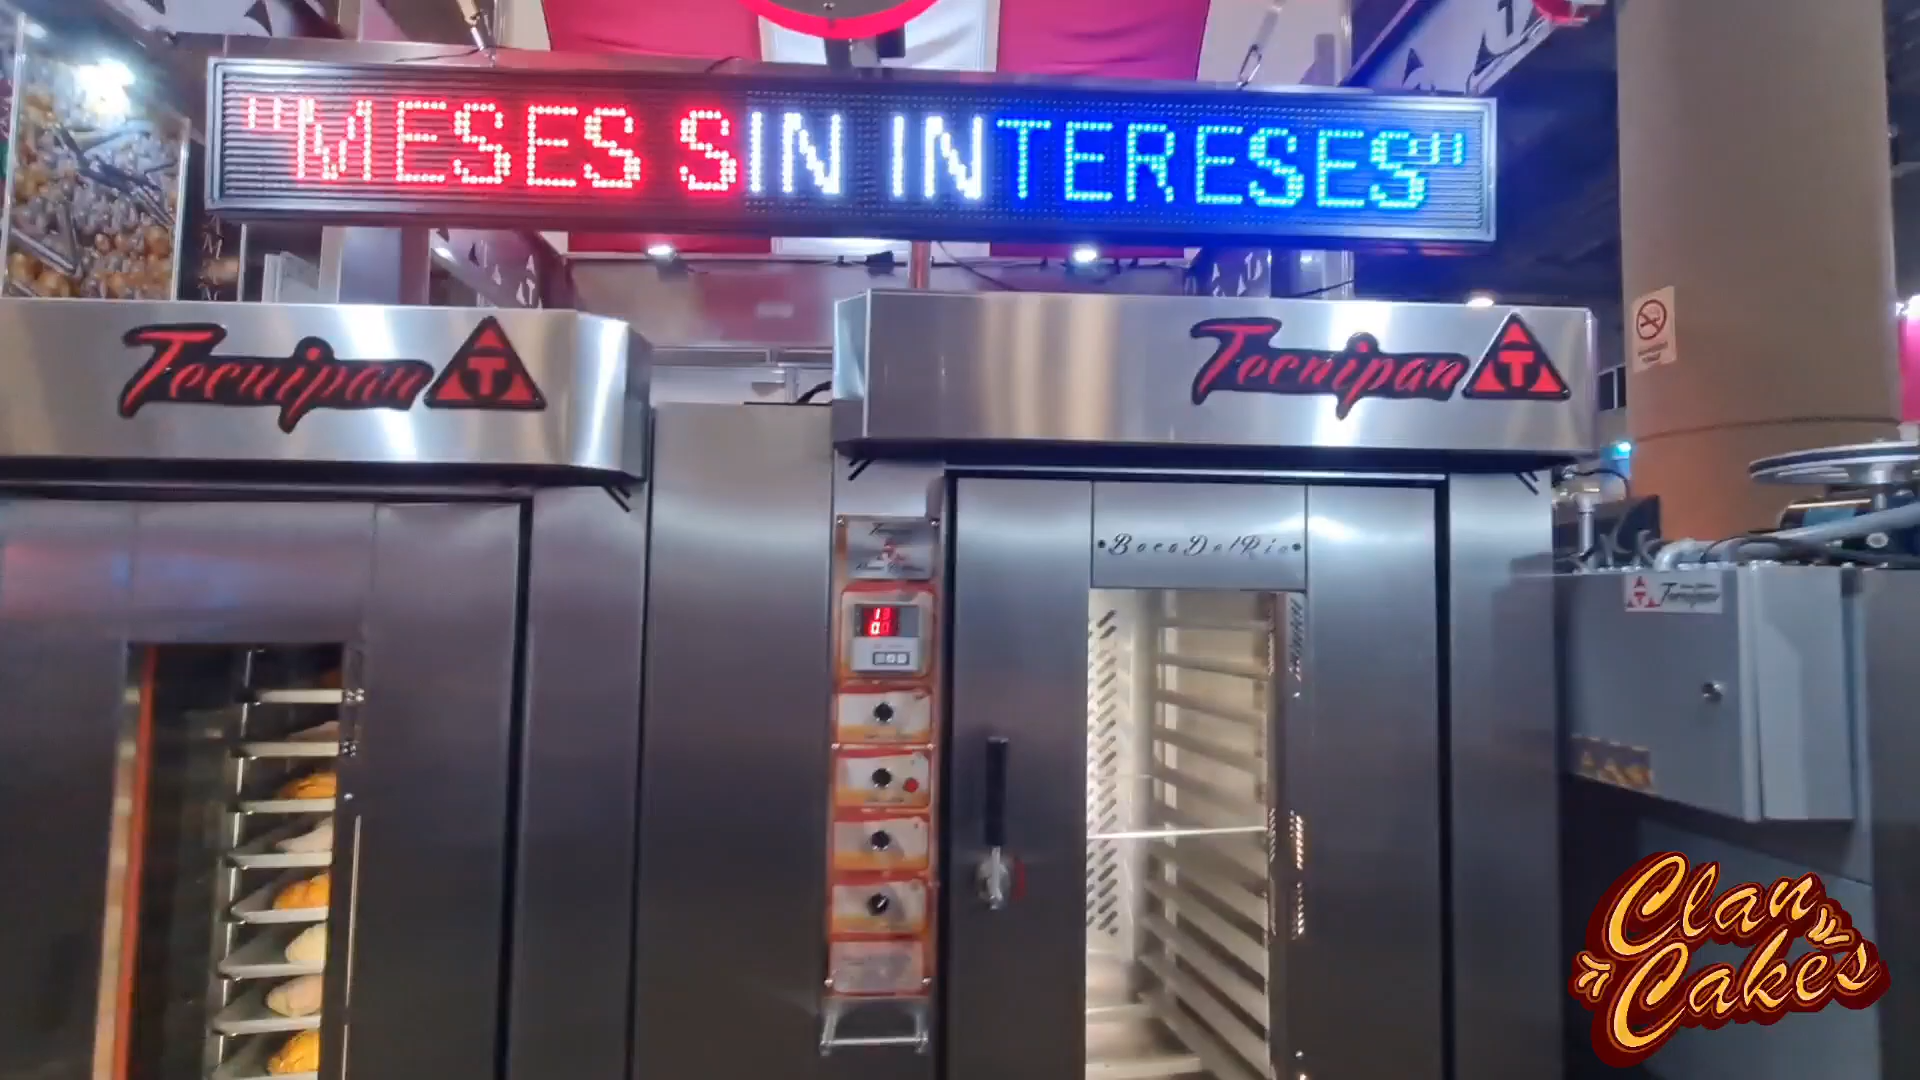 "MESES SIN INTERESES"
Tecnipan T
Tecnipan T
BocaDelRio
Tecnipan
Clan
Cakes